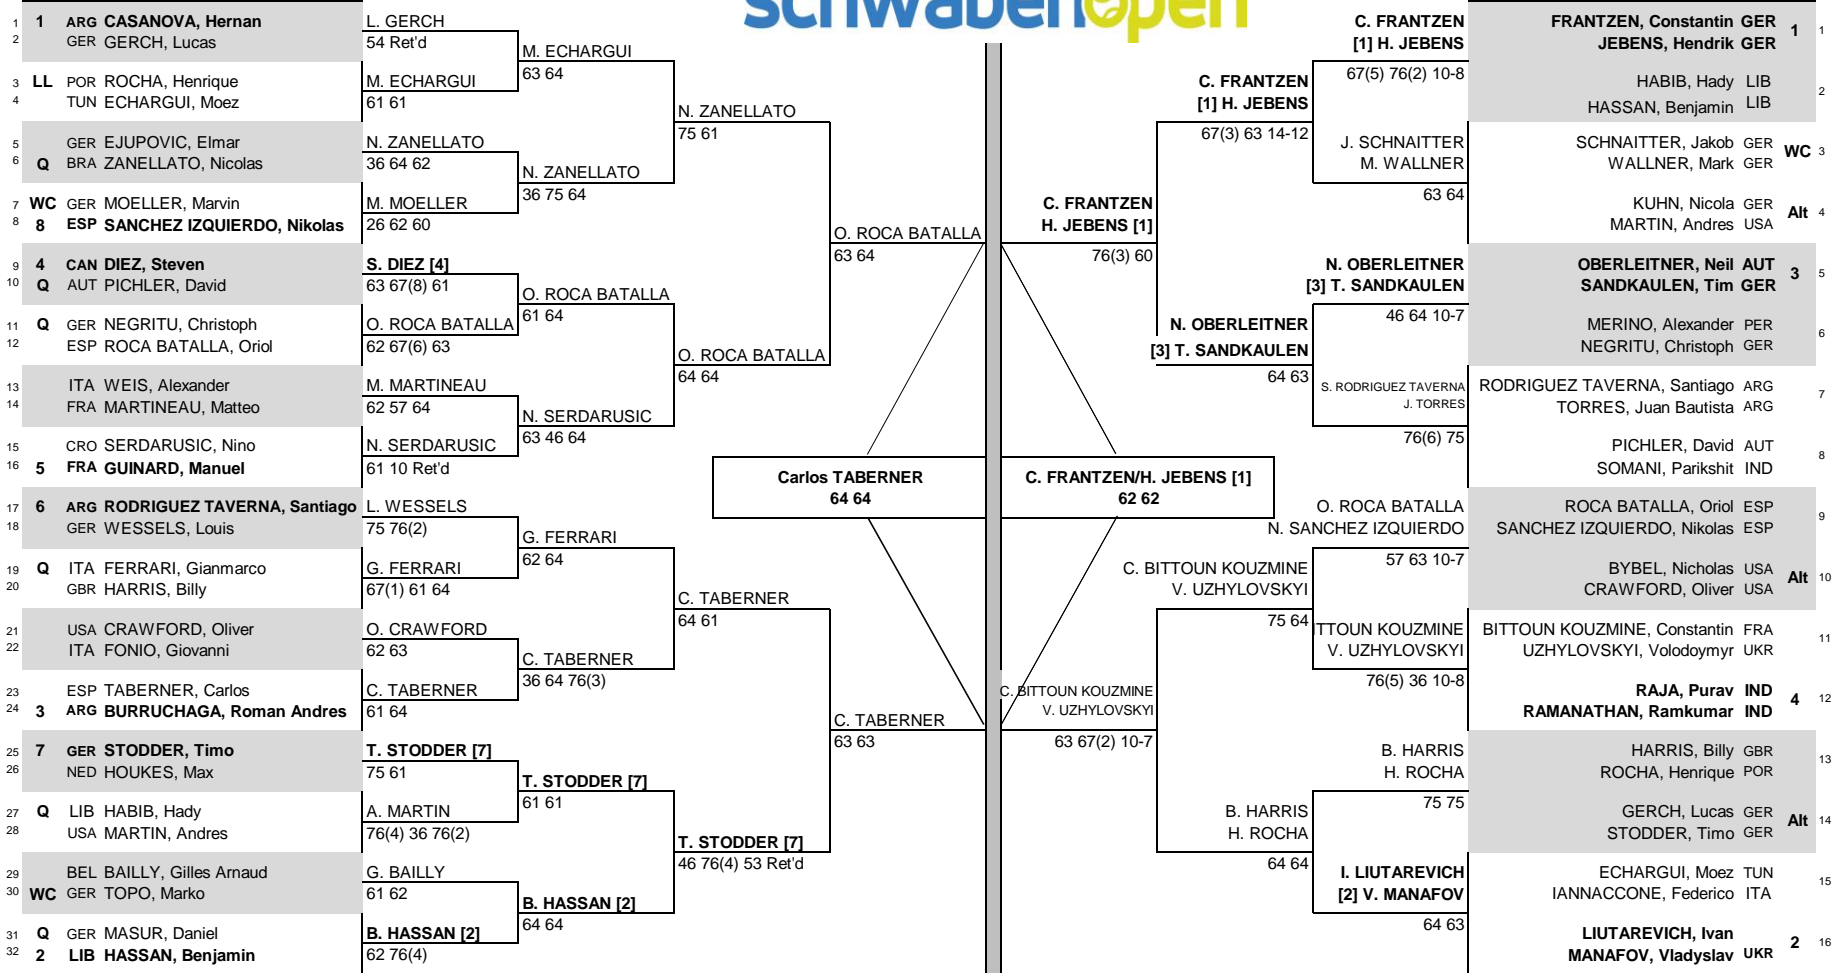 schwabenopen
1 1 ARG CASANOVA, Hernan
2 GER GERCH, Lucas
3 LL POR ROCHA, Henrique
4 TUN ECHARGUI, Moez
5 GER EJUPOVIC, Elmar
6 Q BRA ZANELLATO, Nicolas
7 WC GER MOELLER, Marvin
8 8 ESP SANCHEZ IZQUIERDO, Nikolas
9 4 CAN DIEZ, Steven
10 Q AUT PICHLER, David
11 Q GER NEGRITU, Christoph
12 ESP ROCA BATALLA, Oriol
13 ITA WEIS, Alexander
14 FRA MARTINEAU, Matteo
15 CRO SERDARUSIC, Nino
16 5 FRA GUINARD, Manuel
17 6 ARG RODRIGUEZ TAVERNA, Santiago
18 GER WESSELS, Louis
19 Q ITA FERRARI, Gianmarco
20 GBR HARRIS, Billy
21 USA CRAWFORD, Oliver
22 ITA FONIO, Giovanni
23 ESP TABERNER, Carlos
24 3 ARG BURRUCHAGA, Roman Andres
25 7 GER STODDER, Timo
26 NED HOUKES, Max
27 Q LIB HABIB, Hady
28 USA MARTIN, Andres
29 BEL BAILLY, Gilles Arnaud
30 WC GER TOPO, Marko
31 Q GER MASUR, Daniel
32 2 LIB HASSAN, Benjamin
L. GERCH
54 Ret'd
M. ECHARGUI
61 61
N. ZANELLATO
36 64 62
M. MOELLER
26 62 60
S. DIEZ [4]
63 67(8) 61
O. ROCA BATALLA
62 67(6) 63
M. MARTINEAU
62 57 64
N. SERDARUSIC
61 10 Ret'd
L. WESSELS
75 76(2)
G. FERRARI
67(1) 61 64
O. CRAWFORD
62 63
C. TABERNER
61 64
T. STODDER [7]
75 61
A. MARTIN
76(4) 36 76(2)
G. BAILLY
61 62
B. HASSAN [2]
62 76(4)
M. ECHARGUI
63 64
N. ZANELLATO
36 75 64
O. ROCA BATALLA
61 64
N. SERDARUSIC
63 46 64
G. FERRARI
62 64
C. TABERNER
36 64 76(3)
T. STODDER [7]
61 61
B. HASSAN [2]
64 64
N. ZANELLATO
75 61
O. ROCA BATALLA
64 64
C. TABERNER
64 61
T. STODDER [7]
46 76(4) 53 Ret'd
O. ROCA BATALLA
63 64
C. TABERNER
63 63
Carlos TABERNER
64 64
C. FRANTZEN/H. JEBENS [1]
62 62
C. FRANTZEN
H. JEBENS [1]
76(3) 60
C. BITTOUN KOUZMINE
V. UZHYLOVSKYI
63 67(2) 10-7
C. FRANTZEN
[1] H. JEBENS
67(3) 63 14-12
N. OBERLEITNER
[3] T. SANDKAULEN
64 63
C. BITTOUN KOUZMINE
V. UZHYLOVSKYI
75 64
B. HARRIS
H. ROCHA
64 64
C. FRANTZEN
[1] H. JEBENS
67(5) 76(2) 10-8
J. SCHNAITTER
M. WALLNER
63 64
N. OBERLEITNER
[3] T. SANDKAULEN
46 64 10-7
S. RODRIGUEZ TAVERNA
J. TORRES
76(6) 75
O. ROCA BATALLA
N. SANCHEZ IZQUIERDO
57 63 10-7
ITTOUN KOUZMINE
V. UZHYLOVSKYI
76(5) 36 10-8
B. HARRIS
H. ROCHA
75 75
I. LIUTAREVICH
[2] V. MANAFOV
64 63
FRANTZEN, Constantin GER 1 1
JEBENS, Hendrik GER
HABIB, Hady LIB 2
HASSAN, Benjamin LIB
SCHNAITTER, Jakob GER WC 3
WALLNER, Mark GER
KUHN, Nicola GER Alt 4
MARTIN, Andres USA
OBERLEITNER, Neil AUT 3 5
SANDKAULEN, Tim GER
MERINO, Alexander PER 6
NEGRITU, Christoph GER
RODRIGUEZ TAVERNA, Santiago ARG 7
TORRES, Juan Bautista ARG
PICHLER, David AUT 8
SOMANI, Parikshit IND
ROCA BATALLA, Oriol ESP 9
SANCHEZ IZQUIERDO, Nikolas ESP
BYBEL, Nicholas USA Alt 10
CRAWFORD, Oliver USA
BITTOUN KOUZMINE, Constantin FRA 11
UZHYLOVSKYI, Volodoymyr UKR
RAJA, Purav IND 4 12
RAMANATHAN, Ramkumar IND
HARRIS, Billy GBR 13
ROCHA, Henrique POR
GERCH, Lucas GER Alt 14
STODDER, Timo GER
ECHARGUI, Moez TUN 15
IANNACCONE, Federico ITA
LIUTAREVICH, Ivan 2 16
MANAFOV, Vladyslav UKR